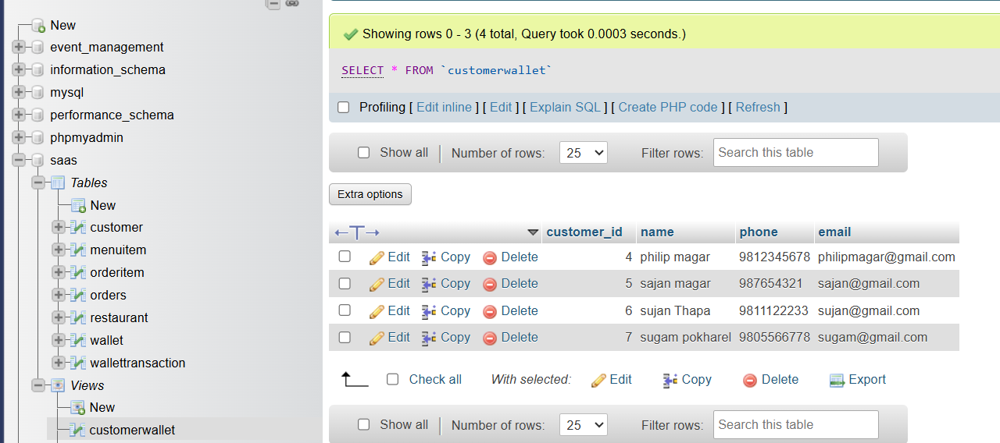 New
event_management
information_schema
mysql
performance_schema
phpmyadmin
saas
Tables
New
customer
menuitem
orderitem
orders
restaurant
wallet
wallettransaction
Views
New
customerwallet
Showing rows 0 - 3 (4 total, Query took 0.0003 seconds.)
SELECT * FROM `customerwallet`
Profiling [ Edit inline ] [ Edit ] [ Explain SQL ] [ Create PHP code ] [ Refresh ]
Show all Number of rows: 25 Filter rows: Search this table
Extra options
←T→ customer_id name phone email
Edit Copy Delete 4 philip magar 9812345678 philipmagar@gmail.com
Edit Copy Delete 5 sajan magar 987654321 sajan@gmail.com
Edit Copy Delete 6 sujan Thapa 9811122233 sujan@gmail.com
Edit Copy Delete 7 sugam pokharel 9805566778 sugam@gmail.com
Check all With selected: Edit Copy Delete Export
Show all Number of rows: 25 Filter rows: Search this table